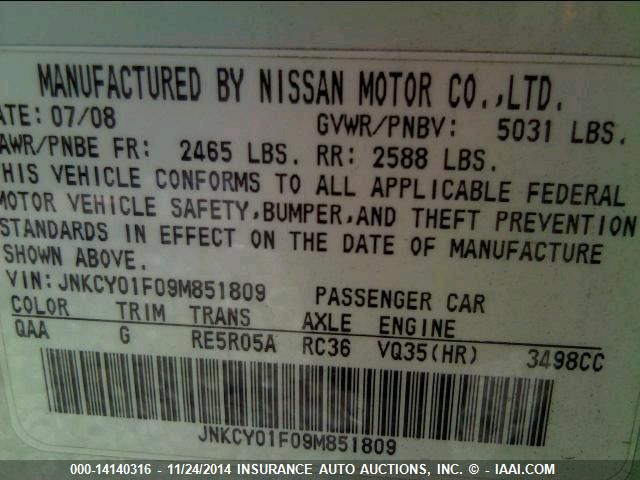 MANUFACTURED BY NISSAN MOTOR CO.,LTD.
ATE: 07/08 GVWR/PNBV: 5031 LBS.
AWR/PNBE FR: 2465 LBS. RR: 2588 LBS.
THIS VEHICLE CONFORMS TO ALL APPLICABLE FEDERAL
MOTOR VEHICLE SAFETY,BUMPER,AND THEFT PREVENTION
STANDARDS IN EFFECT ON THE DATE OF MANUFACTURE
SHOWN ABOVE.
VIN:JNKCY01F09M851809 PASSENGER CAR
COLOR TRIM TRANS AXLE ENGINE
QAA G RE5R05A RC36 VQ35(HR) 3498CC
JNKCY01F09M851809
000-14140316 - 11/24/2014 INSURANCE AUTO AUCTIONS, INC. - © - IAAI.COM